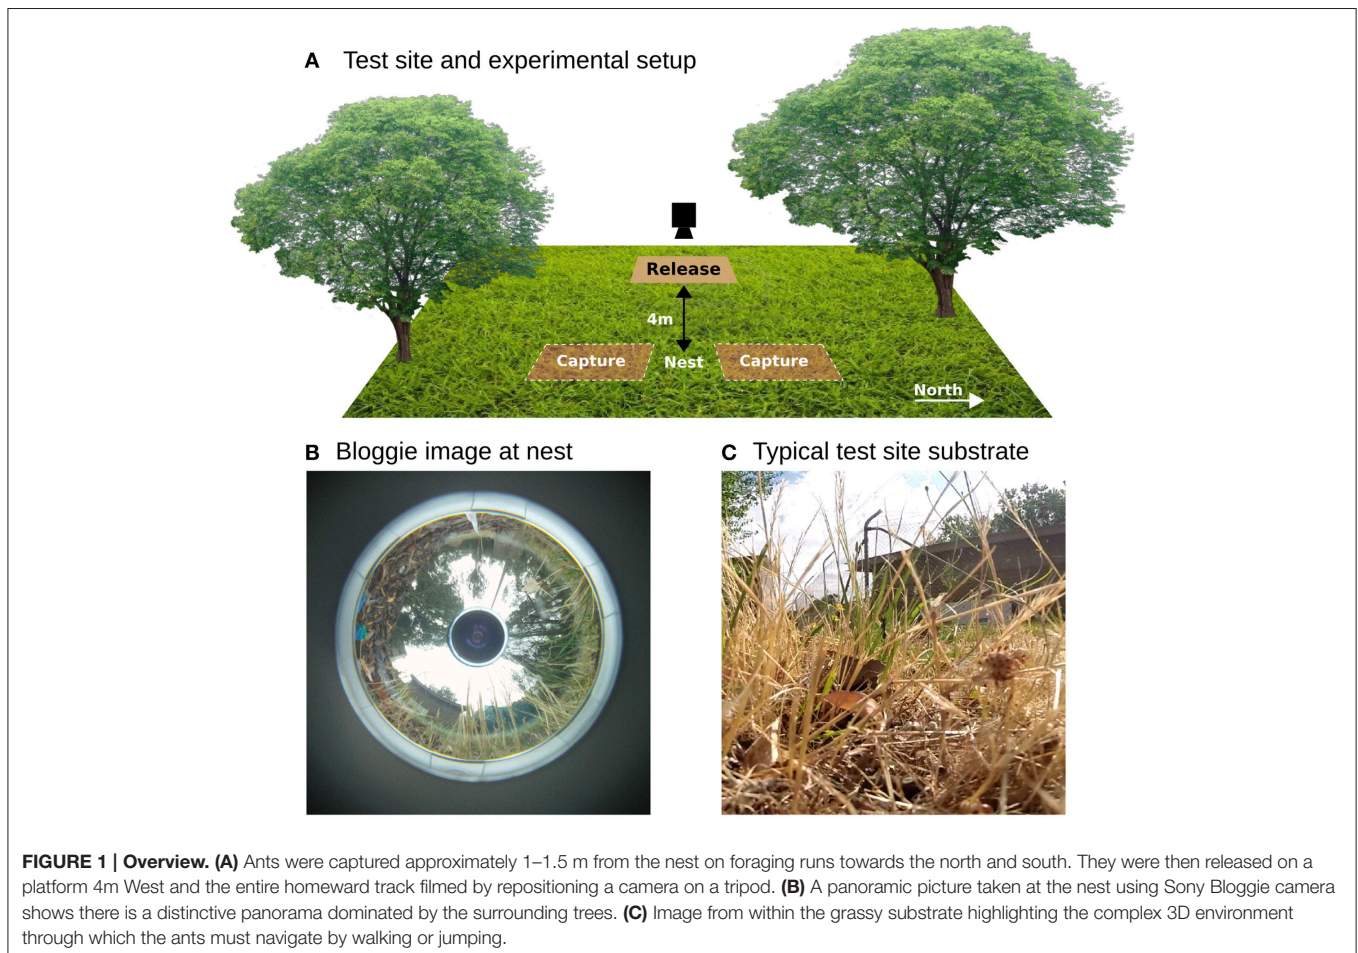 A Test site and experimental setup
Release
4m
Capture Nest Capture
North
B Bloggie image at nest
C Typical test site substrate
FIGURE 1 | Overview. (A) Ants were captured approximately 1–1.5 m from the nest on foraging runs towards the north and south. They were then released on a
platform 4m West and the entire homeward track filmed by repositioning a camera on a tripod. (B) A panoramic picture taken at the nest using Sony Bloggie camera
shows there is a distinctive panorama dominated by the surrounding trees. (C) Image from within the grassy substrate highlighting the complex 3D environment
through which the ants must navigate by walking or jumping.